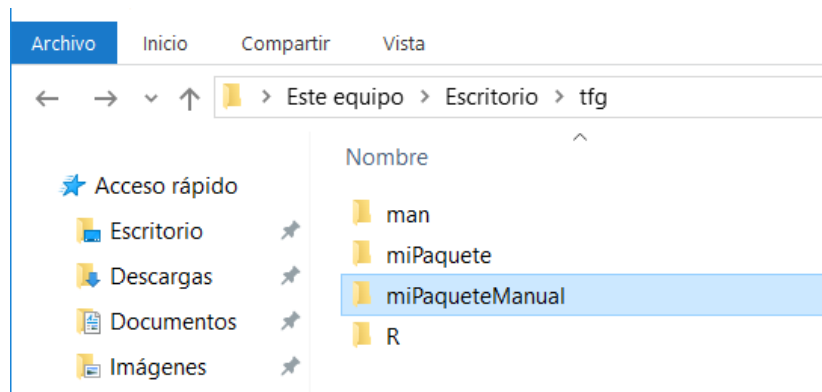 Archivo Inicio Compartir Vista
> Este equipo > Escritorio > tfg
Nombre
Acceso rápido
Escritorio
Descargas
Documentos
Imágenes
man
miPaquete
miPaqueteManual
R